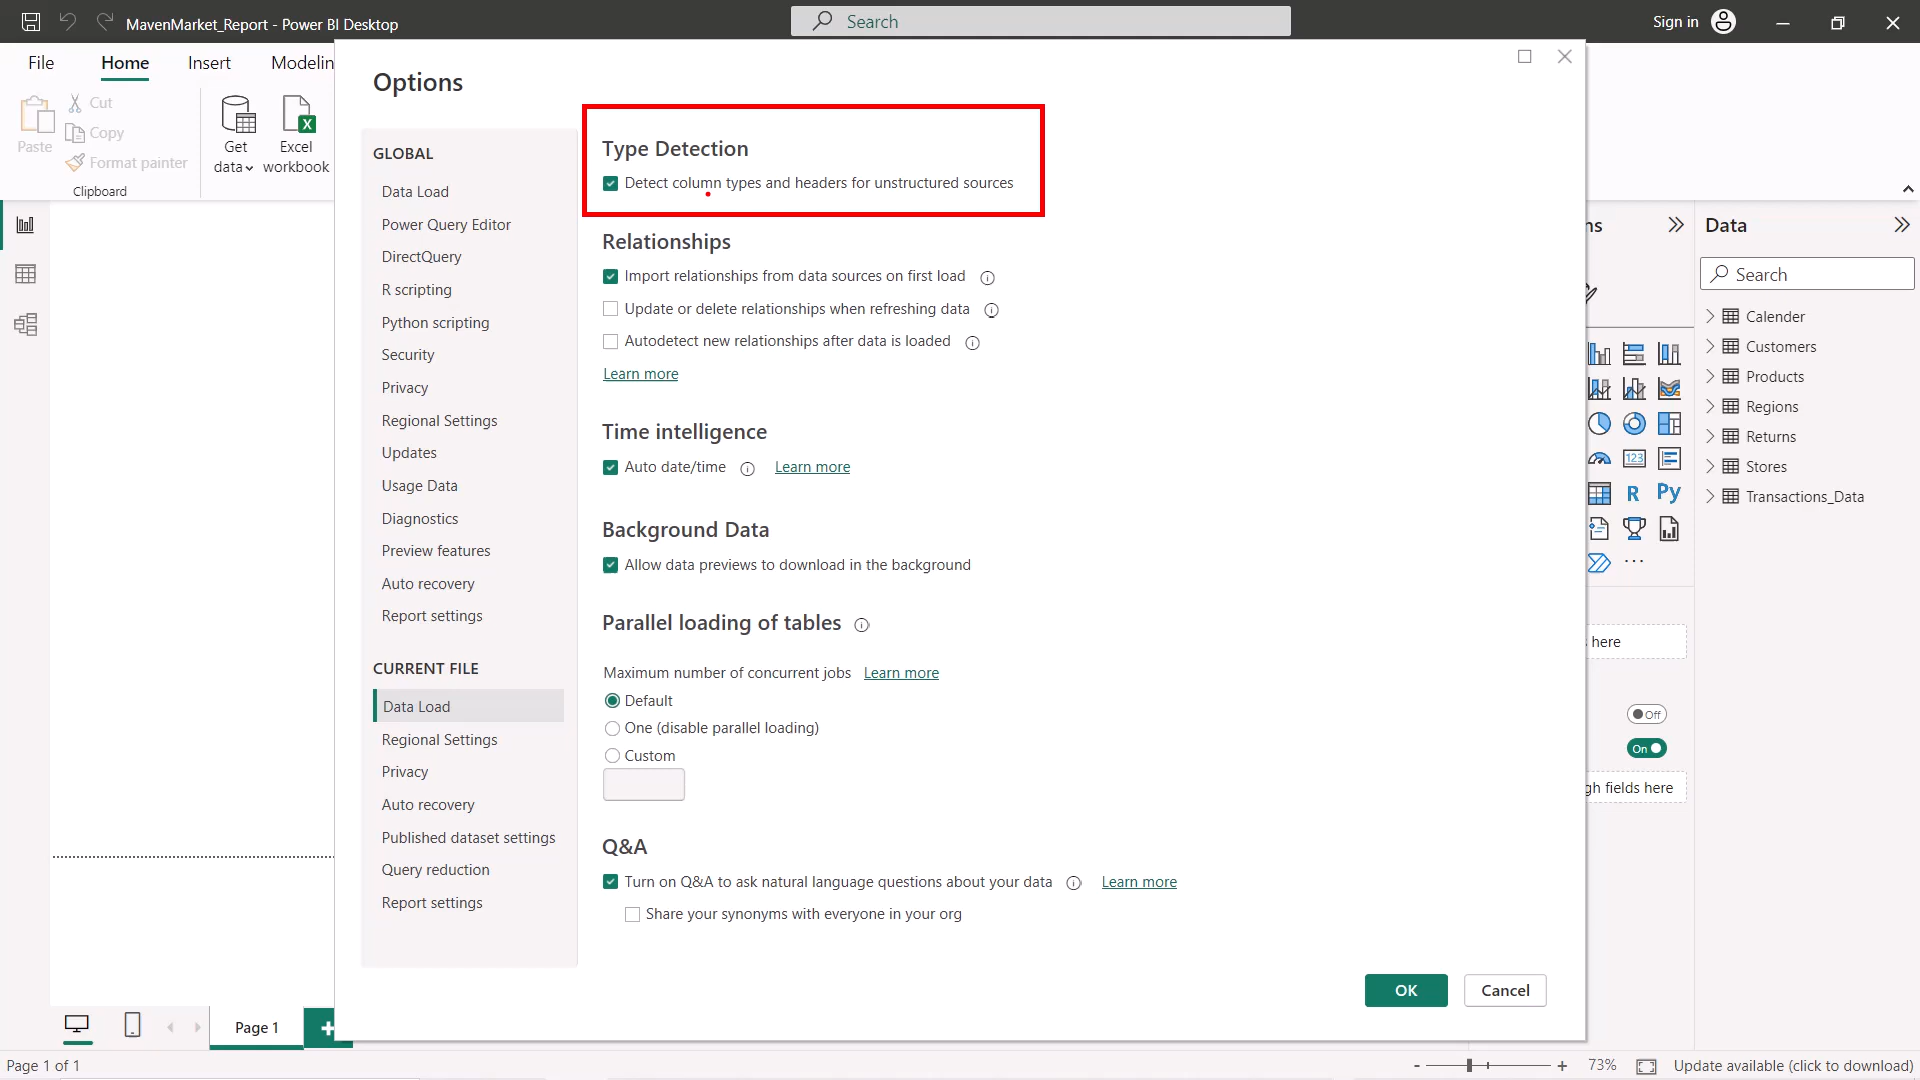 MavenMarket_Report - Power BI Desktop
Search
Sign in
File
Home
Insert
Modelin
Paste
Cut
Copy
Format painter
Clipboard
Get data
Excel workbook
Options
GLOBAL
Data Load
Power Query Editor
DirectQuery
R scripting
Python scripting
Security
Privacy
Regional Settings
Updates
Usage Data
Diagnostics
Preview features
Auto recovery
Report settings
CURRENT FILE
Data Load
Regional Settings
Privacy
Auto recovery
Published dataset settings
Query reduction
Report settings
Type Detection
Detect column types and headers for unstructured sources
Relationships
Import relationships from data sources on first load
Update or delete relationships when refreshing data
Autodetect new relationships after data is loaded
Learn more
Time intelligence
Auto date/time Learn more
Background Data
Allow data previews to download in the background
Parallel loading of tables
Maximum number of concurrent jobs Learn more
Default
One (disable parallel loading)
Custom
Q&A
Turn on Q&A to ask natural language questions about your data Learn more
Share your synonyms with everyone in your org
OK
Cancel
ns
123
R
Py
...
here
Off
On
gh fields here
Data
Search
Calender
Customers
Products
Regions
Returns
Stores
Transactions_Data
Page 1
Page 1 of 1
- + 73%
Update available (click to download)